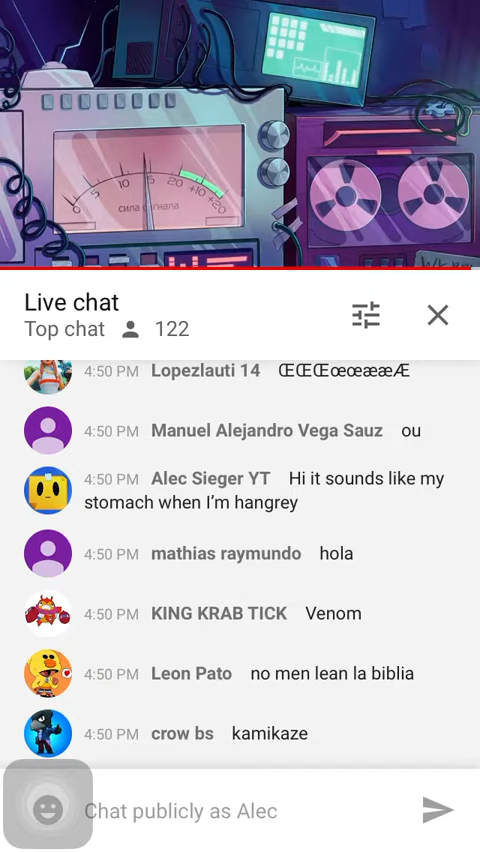 0 5 10 15 20 +10 +20
сила сигнала
Live chat
Top chat 122
4:50 PM Lopezlauti 14 ŒŒŒœœææÆ
4:50 PM Manuel Alejandro Vega Sauz ou
4:50 PM Alec Sieger YT Hi it sounds like my
stomach when I’m hangrey
4:50 PM mathias raymundo hola
4:50 PM KING KRAB TICK Venom
4:50 PM Leon Pato no men lean la biblia
4:50 PM crow bs kamikaze
Chat publicly as Alec